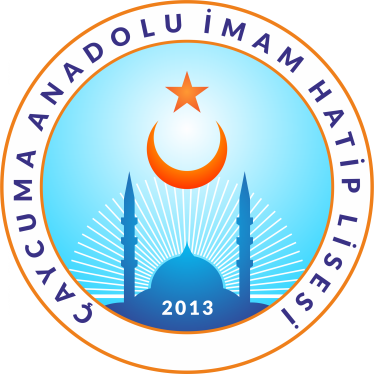 ÇAYCUMA ANADOLU İMAM HATİP LİSESİ
2013